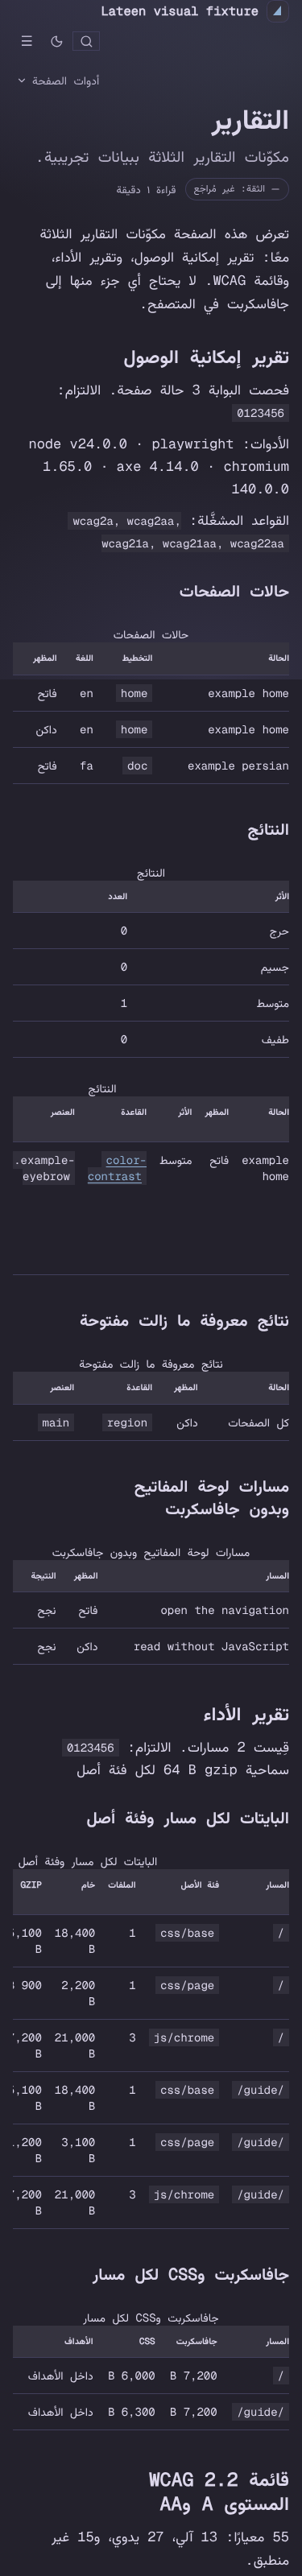 Lateen visual fixture
أدوات الصفحة
التقارير
مكوّنات التقارير الثلاثة ببيانات تجريبية.
— الثقة: غير مُراجَع
قراءة ١ دقيقة
تعرض هذه الصفحة مكوّنات التقارير الثلاثة
معًا: تقرير إمكانية الوصول، وتقرير الأداء،
وقائمة WCAG. لا يحتاج أي جزء منها إلى
جافاسكربت في المتصفح.
تقرير إمكانية الوصول
فحصت البوابة 3 حالة صفحة. الالتزام:
0123456
الأدوات: node v24.0.0 · playwright
1.65.0 · axe 4.14.0 · chromium
140.0.0
القواعد المشغَّلة: wcag2a, wcag2aa,
wcag21a, wcag21aa, wcag22aa
حالات الصفحات
حالات الصفحات
الحالة التخطيط اللغة المظهر
example home home en فاتح
example home home en داكن
example persian doc fa فاتح
النتائج
النتائج
الأثر العدد
حرج 0
جسيم 0
متوسط 1
طفيف 0
النتائج
الحالة المظهر الأثر القاعدة العنصر
example فاتح متوسط color- .example-
home contrast eyebrow
نتائج معروفة ما زالت مفتوحة
نتائج معروفة ما زالت مفتوحة
الحالة المظهر القاعدة العنصر
كل الصفحات داكن region main
مسارات لوحة المفاتيح
وبدون جافاسكربت
مسارات لوحة المفاتيح وبدون جافاسكربت
المسار المظهر النتيجة
open the navigation فاتح نجح
read without JavaScript داكن نجح
تقرير الأداء
قِيست 2 مسارات. الالتزام: 0123456
سماحية 64 B gzip لكل فئة أصل
البايتات لكل مسار وفئة أصل
البايتات لكل مسار وفئة أصل
المسار فئة الأصل الملفات خام GZIP
/ css/base 1 18,400 ,100
B B
/ css/page 1 2,200 900
B
/ js/chrome 3 21,000 ,200
B B
/guide/ css/base 1 18,400 ,100
B B
/guide/ css/page 1 3,100 ,200
B B
/guide/ js/chrome 3 21,000 ,200
B B
جافاسكربت وCSS لكل مسار
جافاسكربت وCSS لكل مسار
المسار جافاسكربت CSS الأهداف
/ 7,200 B 6,000 B داخل الأهداف
/guide/ 7,200 B 6,300 B داخل الأهداف
قائمة WCAG 2.2
المستوى A وAA
55 معيارًا: 13 آلي، 27 يدوي، و15 غير
منطبق.